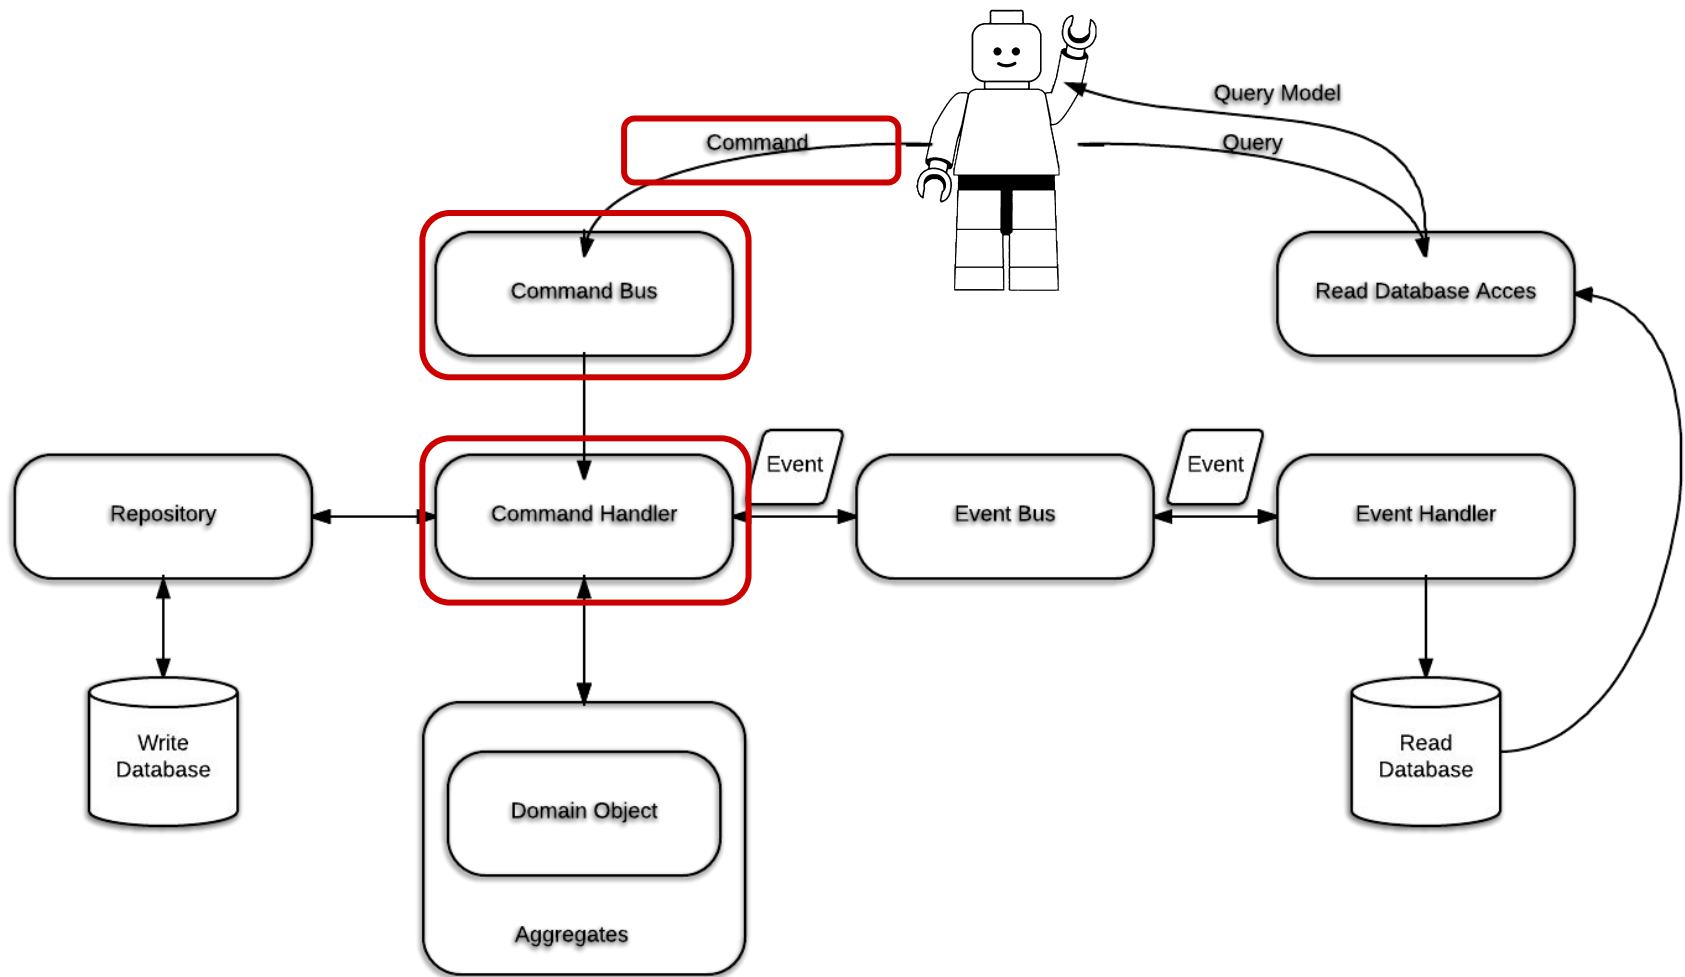 Query Model
Command
Query
Command Bus
Read Database Acces
Event
Event
Repository
Command Handler
Event Bus
Event Handler
Write
Database
Read
Database
Domain Object
Aggregates